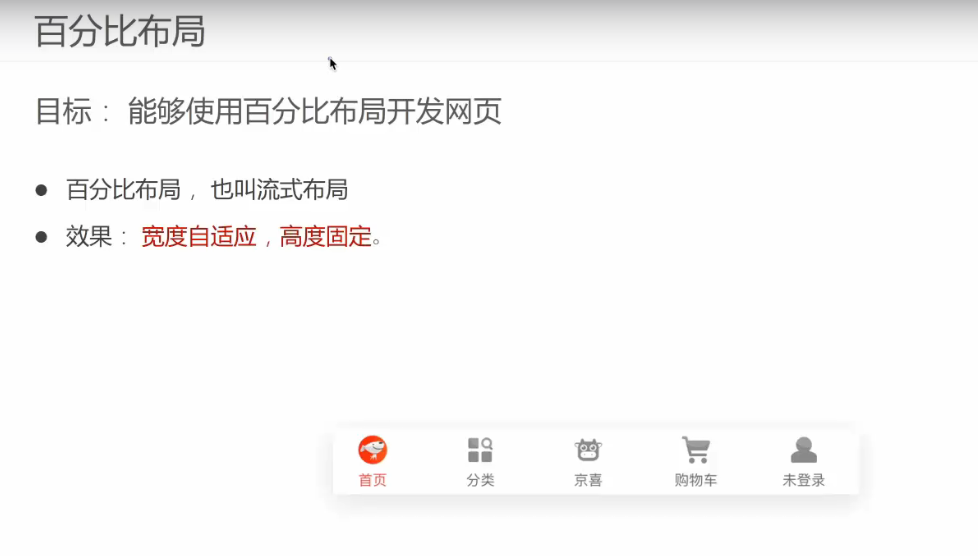 百分比布局
目标： 能够使用百分比布局开发网页
● 百分比布局， 也叫流式布局
● 效果： 宽度自适应，高度固定。
首页 分类 京喜 购物车 未登录